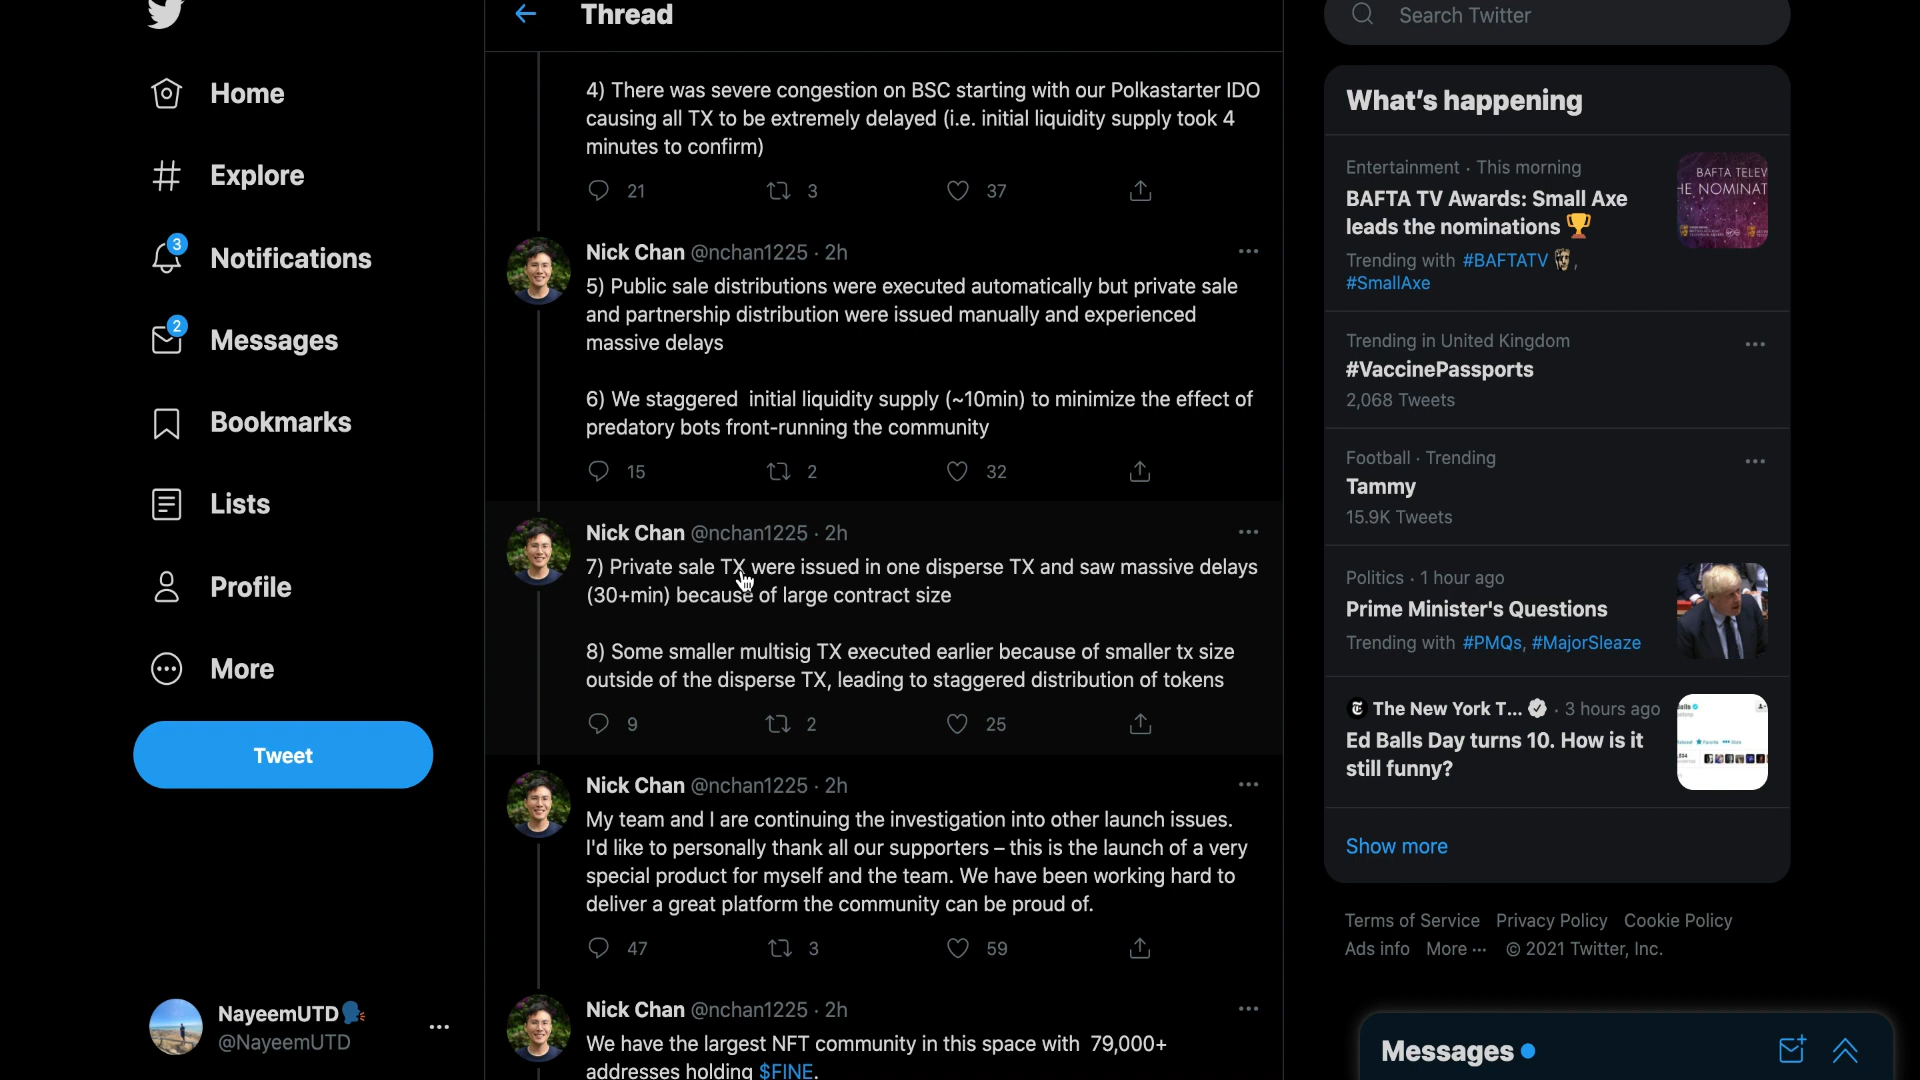 Home
Explore
3
Notifications
2
Messages
Bookmarks
Lists
Profile
More
Tweet
NayeemUTD
@NayeemUTD
Thread
4) There was severe congestion on BSC starting with our Polkastarter IDO
causing all TX to be extremely delayed (i.e. initial liquidity supply took 4
minutes to confirm)
21 3 37
Nick Chan @nchan1225 · 2h
5) Public sale distributions were executed automatically but private sale
and partnership distribution were issued manually and experienced
massive delays
6) We staggered initial liquidity supply (~10min) to minimize the effect of
predatory bots front-running the community
15 2 32
Nick Chan @nchan1225 · 2h
7) Private sale TX were issued in one disperse TX and saw massive delays
(30+min) because of large contract size
8) Some smaller multisig TX executed earlier because of smaller tx size
outside of the disperse TX, leading to staggered distribution of tokens
9 2 25
Nick Chan @nchan1225 · 2h
My team and I are continuing the investigation into other launch issues.
I'd like to personally thank all our supporters – this is the launch of a very
special product for myself and the team. We have been working hard to
deliver a great platform the community can be proud of.
47 3 59
Nick Chan @nchan1225 · 2h
We have the largest NFT community in this space with 79,000+
addresses holding $FINE.
Search Twitter
What's happening
Entertainment · This morning
BAFTA TV Awards: Small Axe
leads the nominations 🏆
Trending with #BAFTATV ,
#SmallAxe
BAFTA TELEV
HE NOMINAT
Trending in United Kingdom
#VaccinePassports
2,068 Tweets
Football · Trending
Tammy
15.9K Tweets
Politics · 1 hour ago
Prime Minister's Questions
Trending with #PMQs, #MajorSleaze
The New York T... · 3 hours ago
Ed Balls Day turns 10. How is it
still funny?
Show more
Terms of Service Privacy Policy Cookie Policy
Ads info More ··· © 2021 Twitter, Inc.
Messages